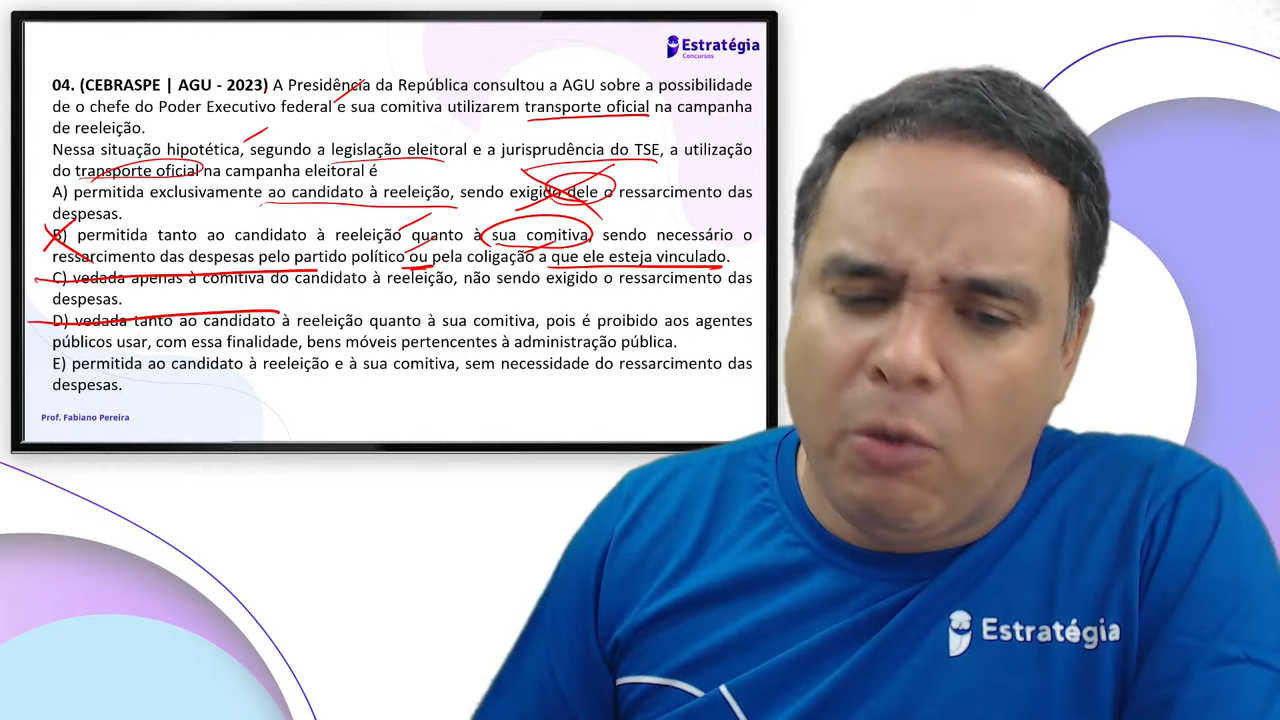 Estratégia
Concursos
04. (CEBRASPE | AGU - 2023) A Presidência da República consultou a AGU sobre a possibilidade
de o chefe do Poder Executivo federal e sua comitiva utilizarem transporte oficial na campanha
de reeleição.
Nessa situação hipotética, segundo a legislação eleitoral e a jurisprudência do TSE, a utilização
do transporte oficial na campanha eleitoral é
A) permitida exclusivamente ao candidato à reeleição, sendo exigido dele o ressarcimento das
despesas.
B) permitida tanto ao candidato à reeleição quanto à sua comitiva, sendo necessário o
ressarcimento das despesas pelo partido político ou pela coligação a que ele esteja vinculado.
C) vedada apenas à comitiva do candidato à reeleição, não sendo exigido o ressarcimento das
despesas.
D) vedada tanto ao candidato à reeleição quanto à sua comitiva, pois é proibido aos agentes
públicos usar, com essa finalidade, bens móveis pertencentes à administração pública.
E) permitida ao candidato à reeleição e à sua comitiva, sem necessidade do ressarcimento das
despesas.
Prof. Fabiano Pereira
Estratégia